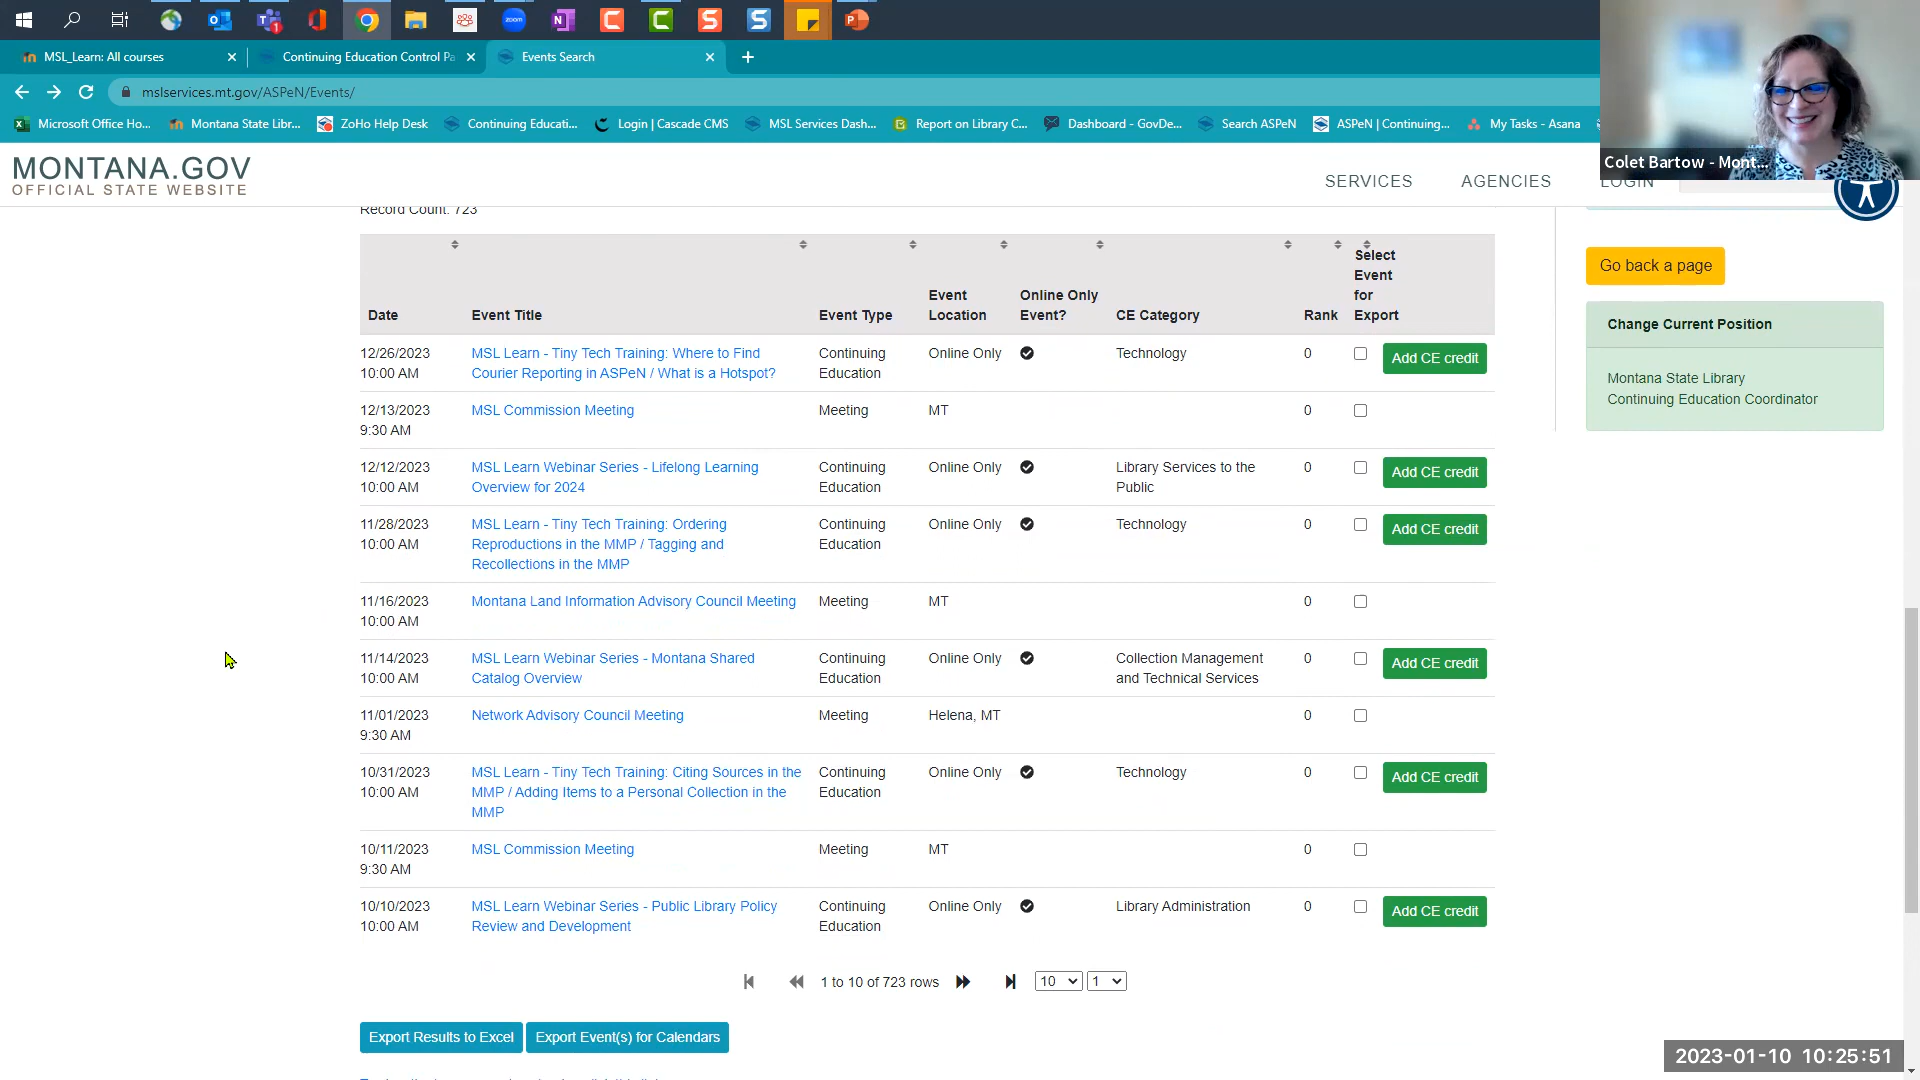 MSL_Learn: All courses
Continuing Education Control Pa
Events Search
mslservices.mt.gov/ASPeN/Events/
Microsoft Office Ho...
Montana State Libr...
ZoHo Help Desk
Continuing Educati...
Login | Cascade CMS
MSL Services Dash...
Report on Library C...
Dashboard - GovDe...
Search ASPeN
ASPeN | Continuing...
My Tasks - Asana
Colet Bartow - Mont...
MONTANA.GOV
OFFICIAL STATE WEBSITE
SERVICES
AGENCIES
LOGIN
Record Count: 723
Date
Event Title
Event Type
Event
Location
Online Only
Event?
CE Category
Rank
Select
Event
for
Export
12/26/2023
10:00 AM
MSL Learn - Tiny Tech Training: Where to Find
Courier Reporting in ASPeN / What is a Hotspot?
Continuing
Education
Online Only
Technology
0
Add CE credit
12/13/2023
9:30 AM
MSL Commission Meeting
Meeting
MT
0
12/12/2023
10:00 AM
MSL Learn Webinar Series - Lifelong Learning
Overview for 2024
Continuing
Education
Online Only
Library Services to the
Public
0
Add CE credit
11/28/2023
10:00 AM
MSL Learn - Tiny Tech Training: Ordering
Reproductions in the MMP / Tagging and
Recollections in the MMP
Continuing
Education
Online Only
Technology
0
Add CE credit
11/16/2023
10:00 AM
Montana Land Information Advisory Council Meeting
Meeting
MT
0
11/14/2023
10:00 AM
MSL Learn Webinar Series - Montana Shared
Catalog Overview
Continuing
Education
Online Only
Collection Management
and Technical Services
0
Add CE credit
11/01/2023
9:30 AM
Network Advisory Council Meeting
Meeting
Helena, MT
0
10/31/2023
10:00 AM
MSL Learn - Tiny Tech Training: Citing Sources in the
MMP / Adding Items to a Personal Collection in the
MMP
Continuing
Education
Online Only
Technology
0
Add CE credit
10/11/2023
9:30 AM
MSL Commission Meeting
Meeting
MT
0
10/10/2023
10:00 AM
MSL Learn Webinar Series - Public Library Policy
Review and Development
Continuing
Education
Online Only
Library Administration
0
Add CE credit
1 to 10 of 723 rows
10
1
Export Results to Excel
Export Event(s) for Calendars
Go back a page
Change Current Position
Montana State Library
Continuing Education Coordinator
2023-01-10 10:25:51